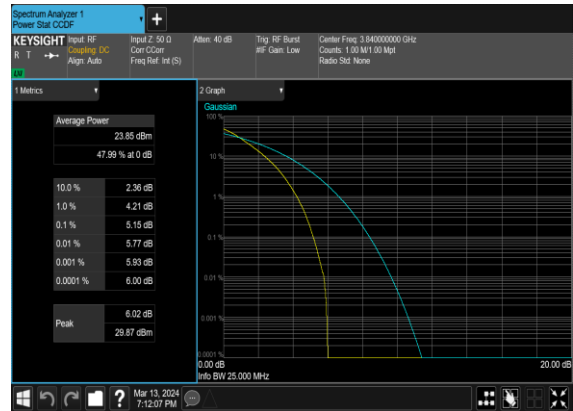 Spectrum Analyzer 1
Power Stat CCDF
KEYSIGHT
R T
LW
Input: RF
Coupling: DC
Align: Auto
Input Z: 50 Ω
Corr CCorr
Freq Ref: Int (S)
Atten: 40 dB
Trig: RF Burst
#IF Gain: Low
Center Freq: 3.840000000 GHz
Counts: 1.00 M/1.00 Mpt
Radio Std: None
1 Metrics
Average Power
23.85 dBm
47.99 % at 0 dB
10.0 % 2.36 dB
1.0 % 4.21 dB
0.1 % 5.15 dB
0.01 % 5.77 dB
0.001 % 5.93 dB
0.0001 % 6.00 dB
Peak 6.02 dB
29.87 dBm
2 Graph
Gaussian
100 %
10 %
1 %
0.1 %
0.01 %
0.001 %
0.0001 %
0.00 dB 20.00 dB
Info BW 25.000 MHz
?
Mar 13, 2024
7:12:07 PM